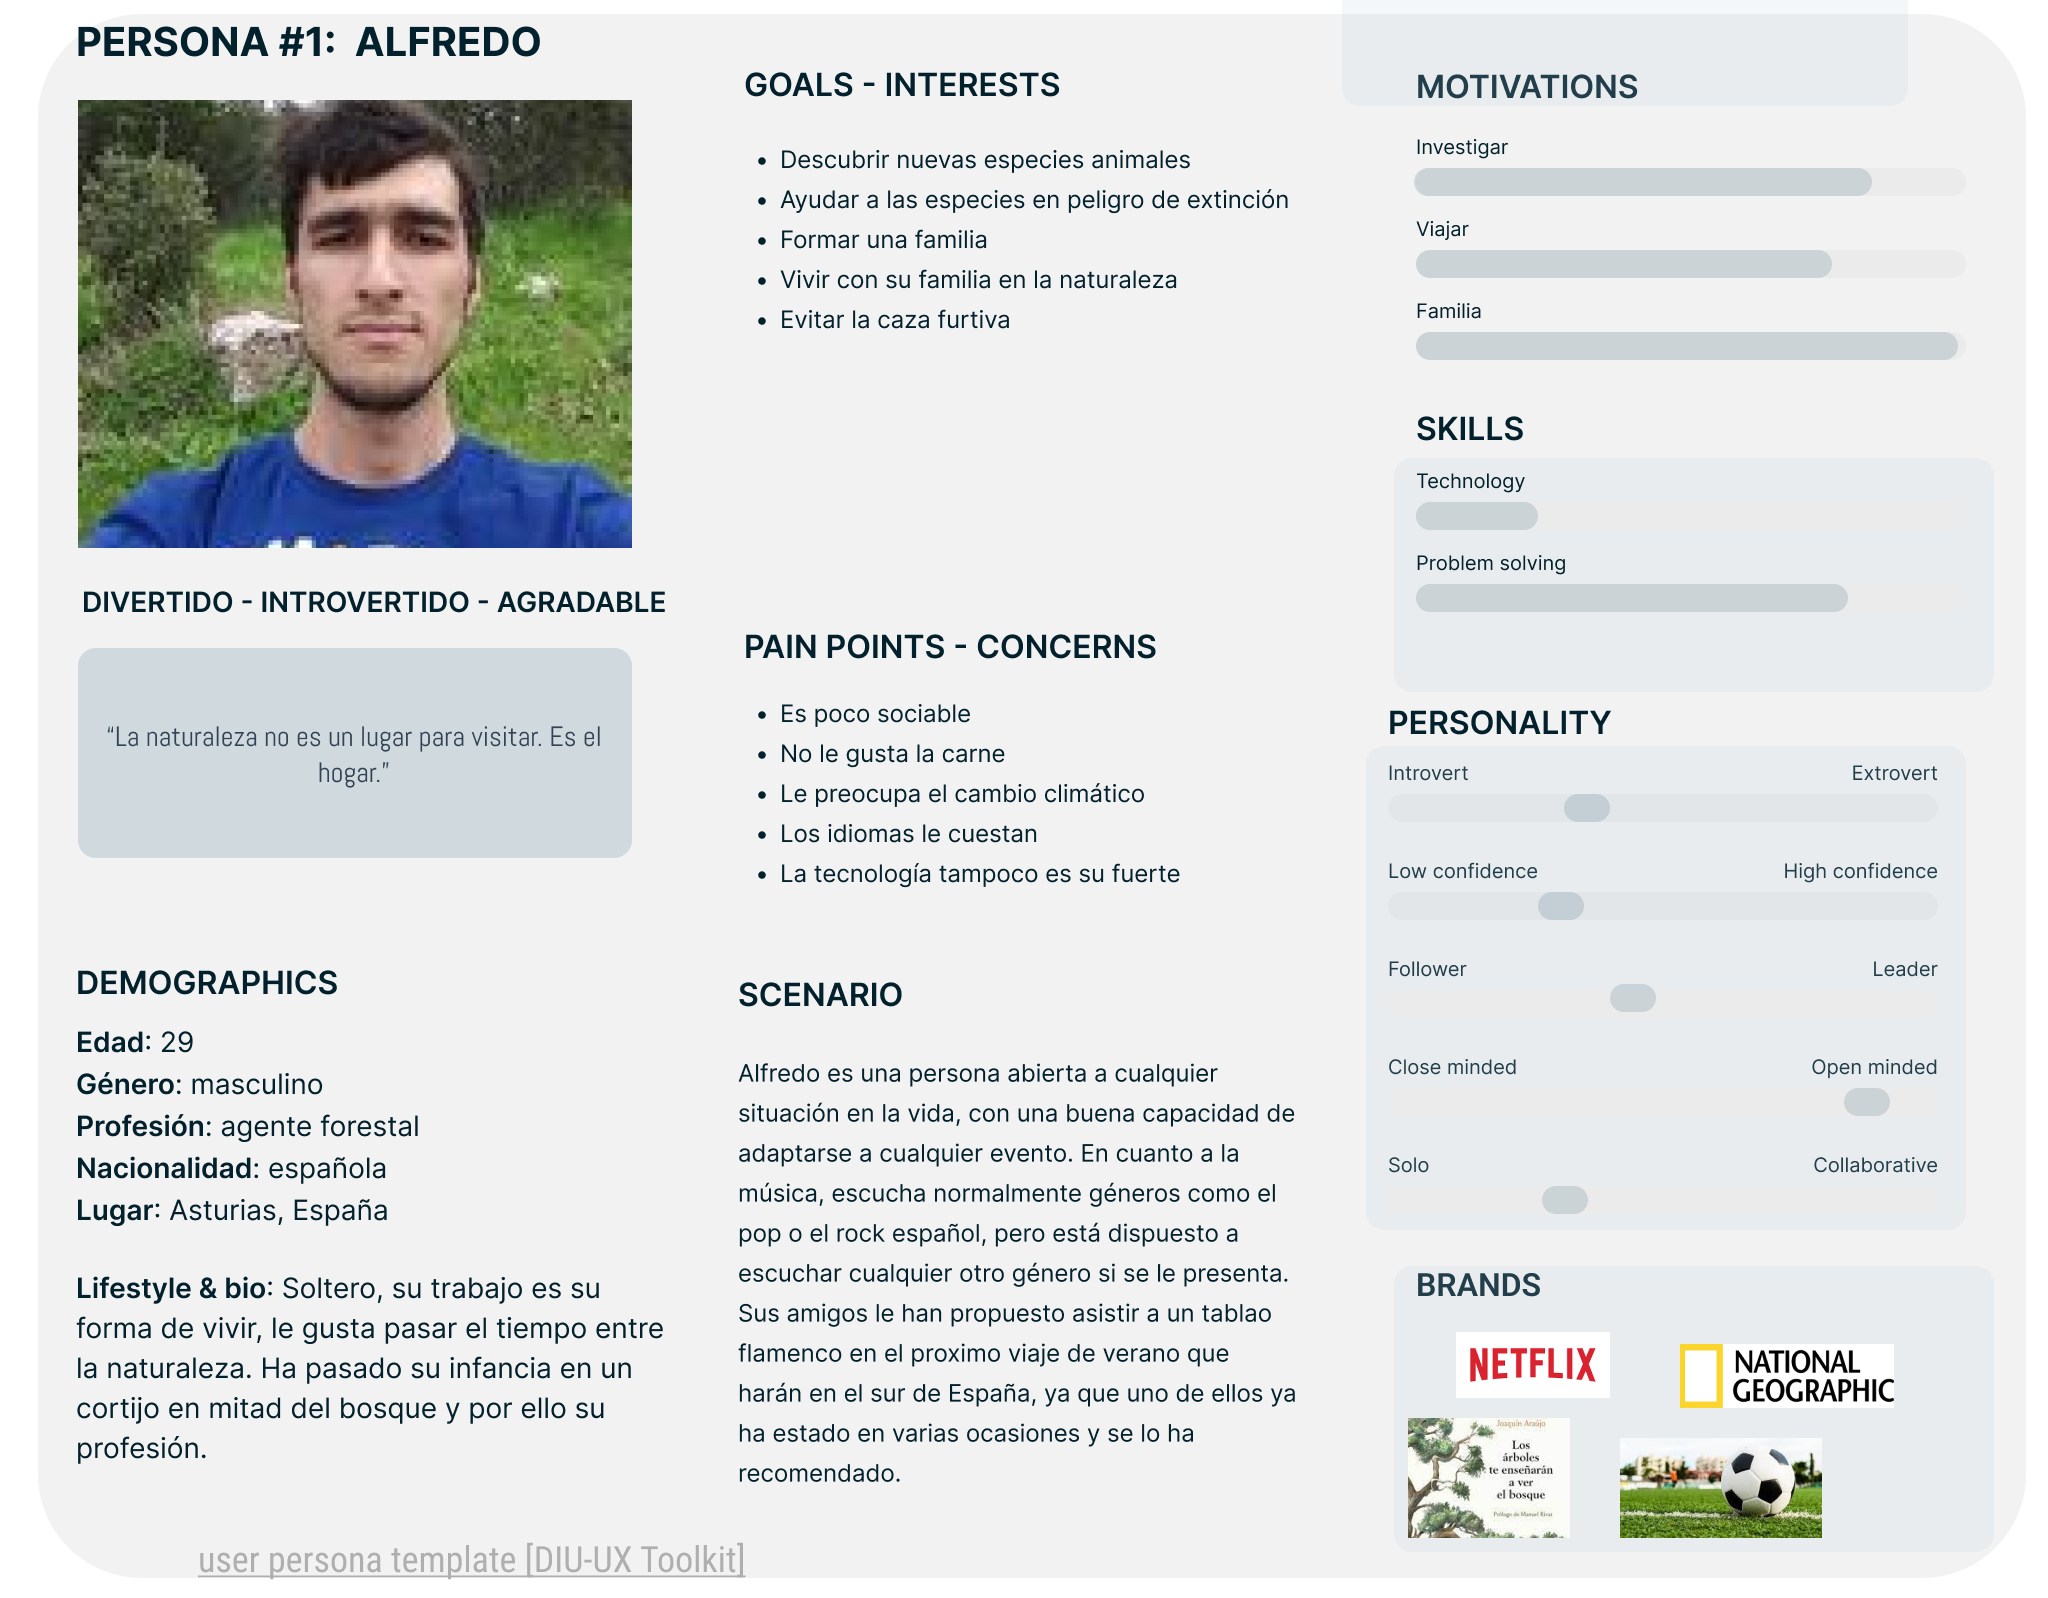 PERSONA #1: ALFREDO
DIVERTIDO - INTROVERTIDO - AGRADABLE
“La naturaleza no es un lugar para visitar. Es el
hogar.”
DEMOGRAPHICS
Edad: 29
Género: masculino
Profesión: agente forestal
Nacionalidad: española
Lugar: Asturias, España
Lifestyle & bio: Soltero, su trabajo es su
forma de vivir, le gusta pasar el tiempo entre
la naturaleza. Ha pasado su infancia en un
cortijo en mitad del bosque y por ello su
profesión.
GOALS - INTERESTS
• Descubrir nuevas especies animales
• Ayudar a las especies en peligro de extinción
• Formar una familia
• Vivir con su familia en la naturaleza
• Evitar la caza furtiva
PAIN POINTS - CONCERNS
• Es poco sociable
• No le gusta la carne
• Le preocupa el cambio climático
• Los idiomas le cuestan
• La tecnología tampoco es su fuerte
SCENARIO
Alfredo es una persona abierta a cualquier
situación en la vida, con una buena capacidad de
adaptarse a cualquier evento. En cuanto a la
música, escucha normalmente géneros como el
pop o el rock español, pero está dispuesto a
escuchar cualquier otro género si se le presenta.
Sus amigos le han propuesto asistir a un tablao
flamenco en el proximo viaje de verano que
harán en el sur de España, ya que uno de ellos ya
ha estado en varias ocasiones y se lo ha
recomendado.
MOTIVATIONS
Investigar
Viajar
Familia
SKILLS
Technology
Problem solving
PERSONALITY
Introvert Extrovert
Low confidence High confidence
Follower Leader
Close minded Open minded
Solo Collaborative
BRANDS
NETFLIX
NATIONAL
GEOGRAPHIC
Joaquín Araújo
Los
árboles
te enseñarán
a ver
el bosque
Prólogo de Manuel Rivas
user persona template [DIU-UX Toolkit]